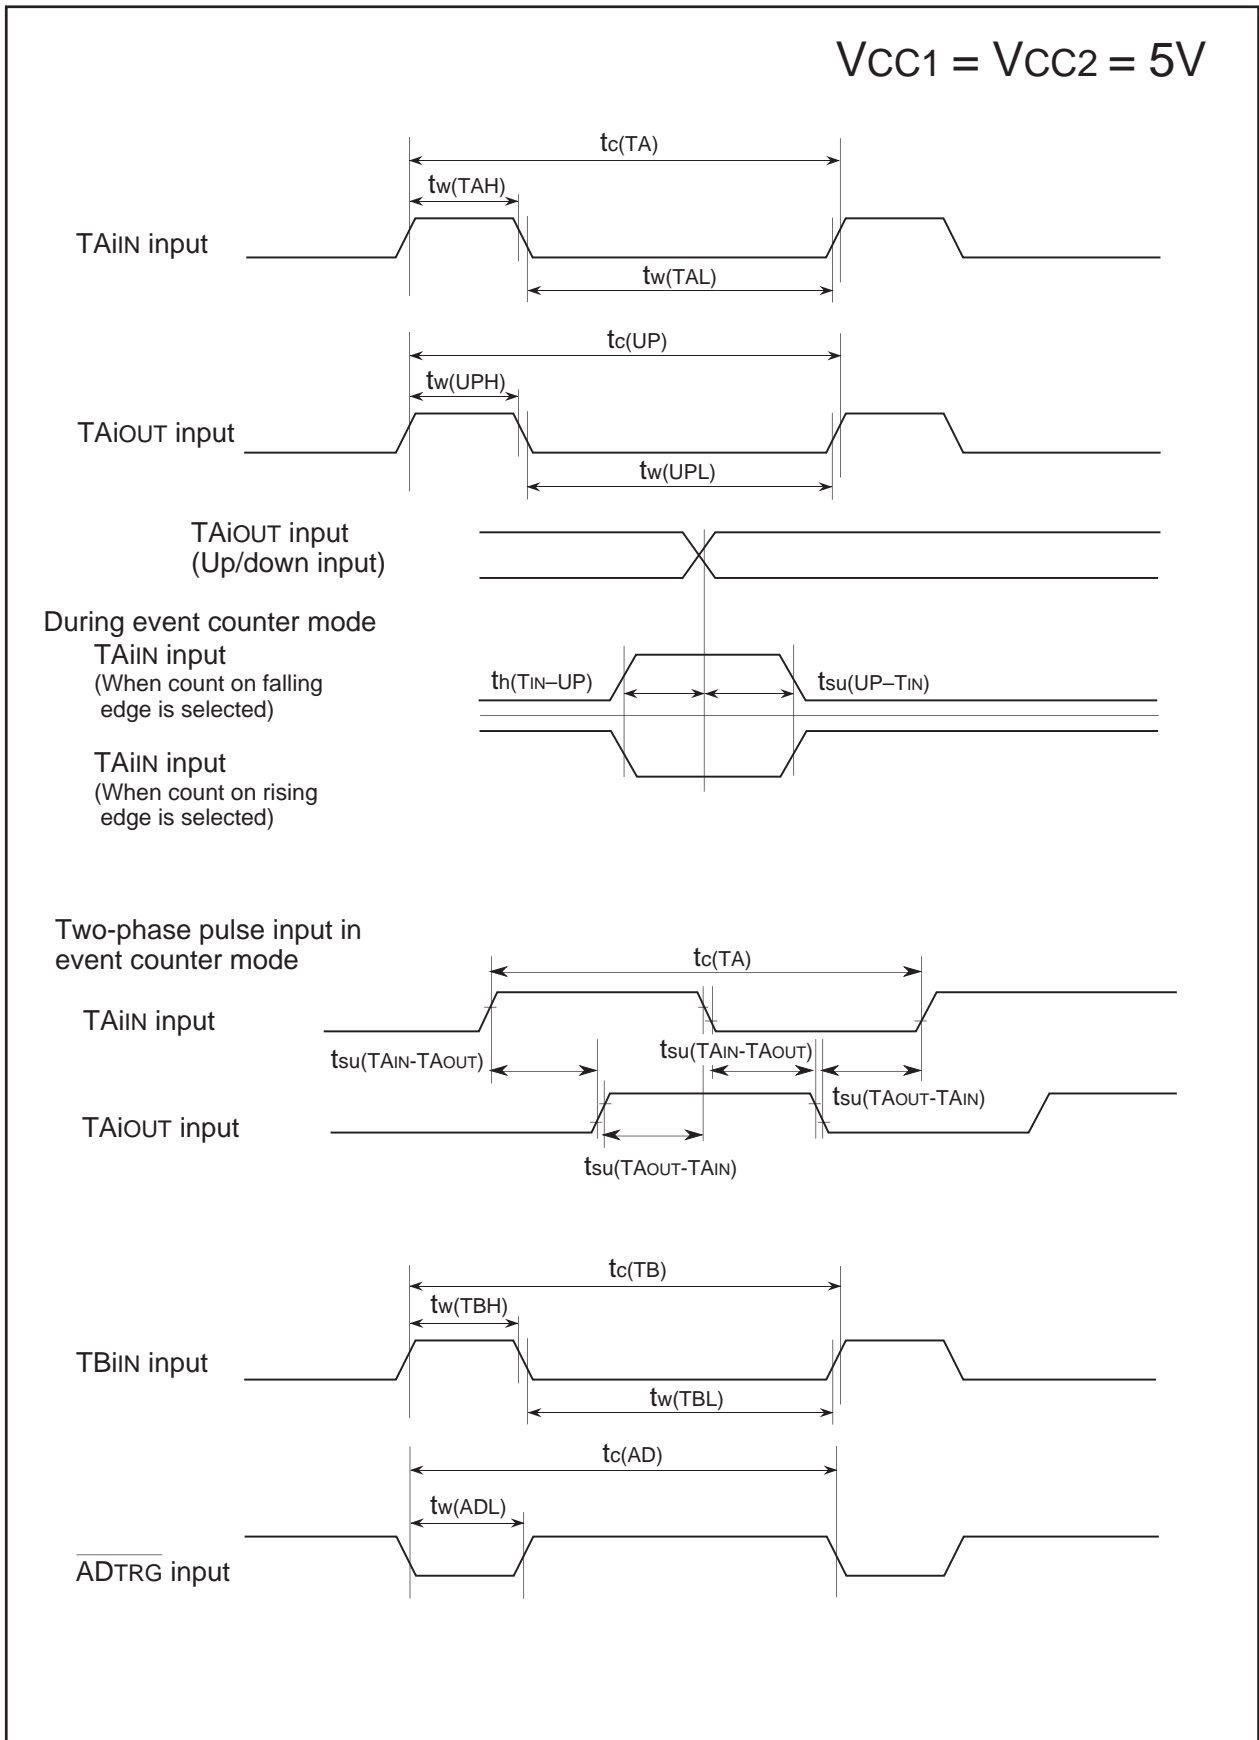 VCC1 = VCC2 = 5V
tc(TA)
tw(TAH)
TAiIN input
tw(TAL)
tc(UP)
tw(UPH)
TAiOUT input
tw(UPL)
TAiOUT input
(Up/down input)
During event counter mode
TAiIN input
(When count on falling
edge is selected)
th(TIN–UP)
tsu(UP–TIN)
TAiIN input
(When count on rising
edge is selected)
Two-phase pulse input in
event counter mode
tc(TA)
TAiIN input
tsu(TAIN-TAOUT)
tsu(TAIN-TAOUT)
tsu(TAOUT-TAIN)
TAiOUT input
tsu(TAOUT-TAIN)
tc(TB)
tw(TBH)
TBiIN input
tw(TBL)
tc(AD)
tw(ADL)
ADTRG input